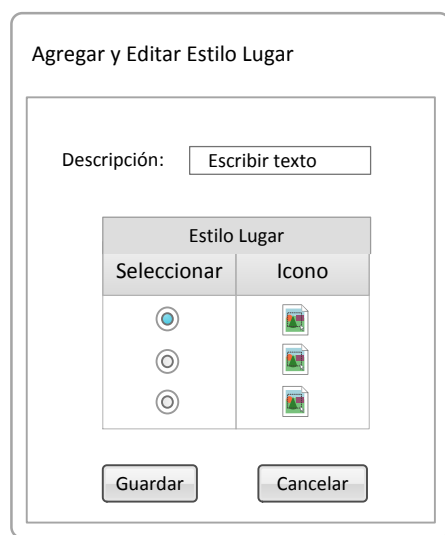 Agregar y Editar Estilo Lugar
Descripción: Escribir texto
Estilo Lugar
Seleccionar Icono
Guardar Cancelar